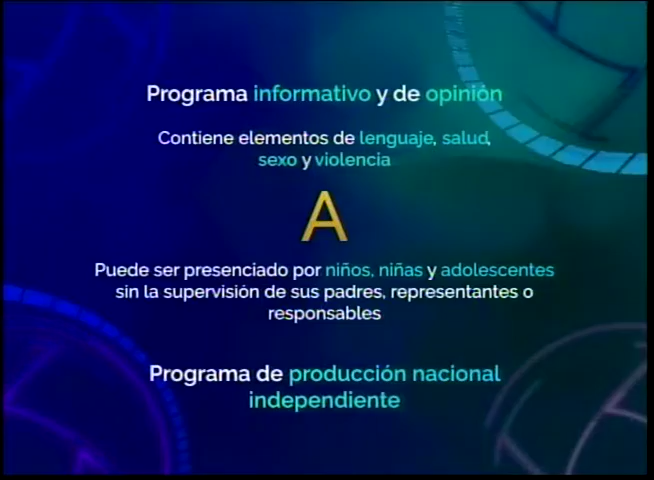 Programa informativo y de opinión
Contiene elementos de lenguaje, salud,
sexo y violencia
A
Puede ser presenciado por niños, niñas y adolescentes
sin la supervisión de sus padres, representantes o
responsables
Programa de producción nacional
independiente